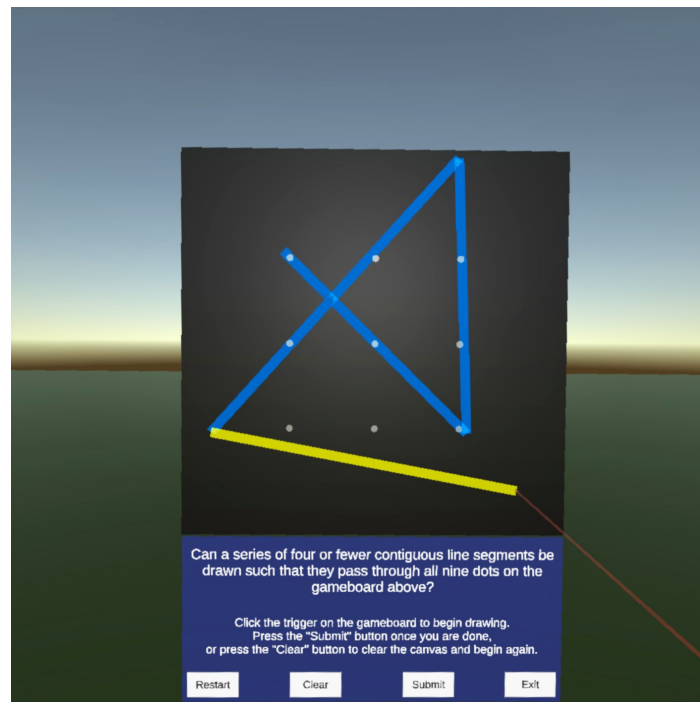 Can a series of four or fewer contiguous line segments be
drawn such that they pass through all nine dots on the
gameboard above?
Click the trigger on the gameboard to begin drawing.
Press the "Submit" button once you are done,
or press the "Clear" button to clear the canvas and begin again.
Restart
Clear
Submit
Exit